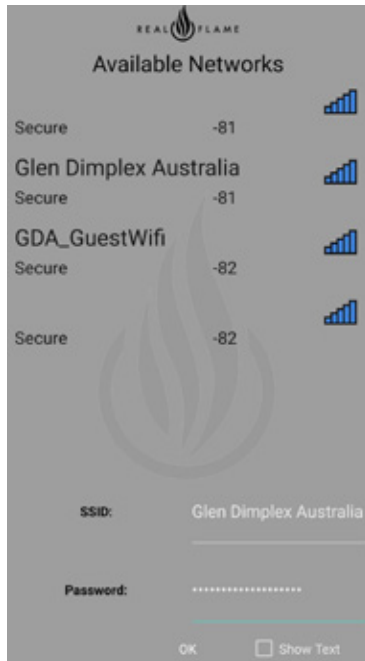 REAL FLAME
Available Networks
Secure -81
Glen Dimplex Australia
Secure -81
GDA_GuestWifi
Secure -82
Secure -82
SSID: Glen Dimplex Australia
Password: •••••••••••••••••••
OK Show Text